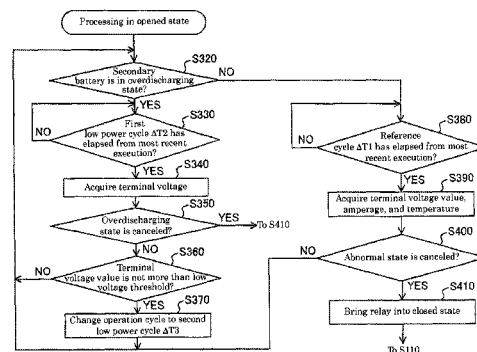 Processing in opened state
S320
Secondary
battery is in overdischarging
state?
NO
YES
S330
First
low power cycle ΔT2 has
elapsed from most recent
execution?
NO
YES
S340
Acquire terminal voltage
S350
Overdischarging
state is canceled?
YES
To S410
NO
S360
Terminal
voltage value is not more than low
voltage threshold?
NO
YES
S370
Change operation cycle to second
low power cycle ΔT3
S380
Reference
cycle ΔT1 has elapsed from most
recent execution?
NO
YES
S390
Acquire terminal voltage value,
amperage, and temperature
S400
Abnormal state is canceled?
NO
YES
S410
Bring relay into closed state
To S110